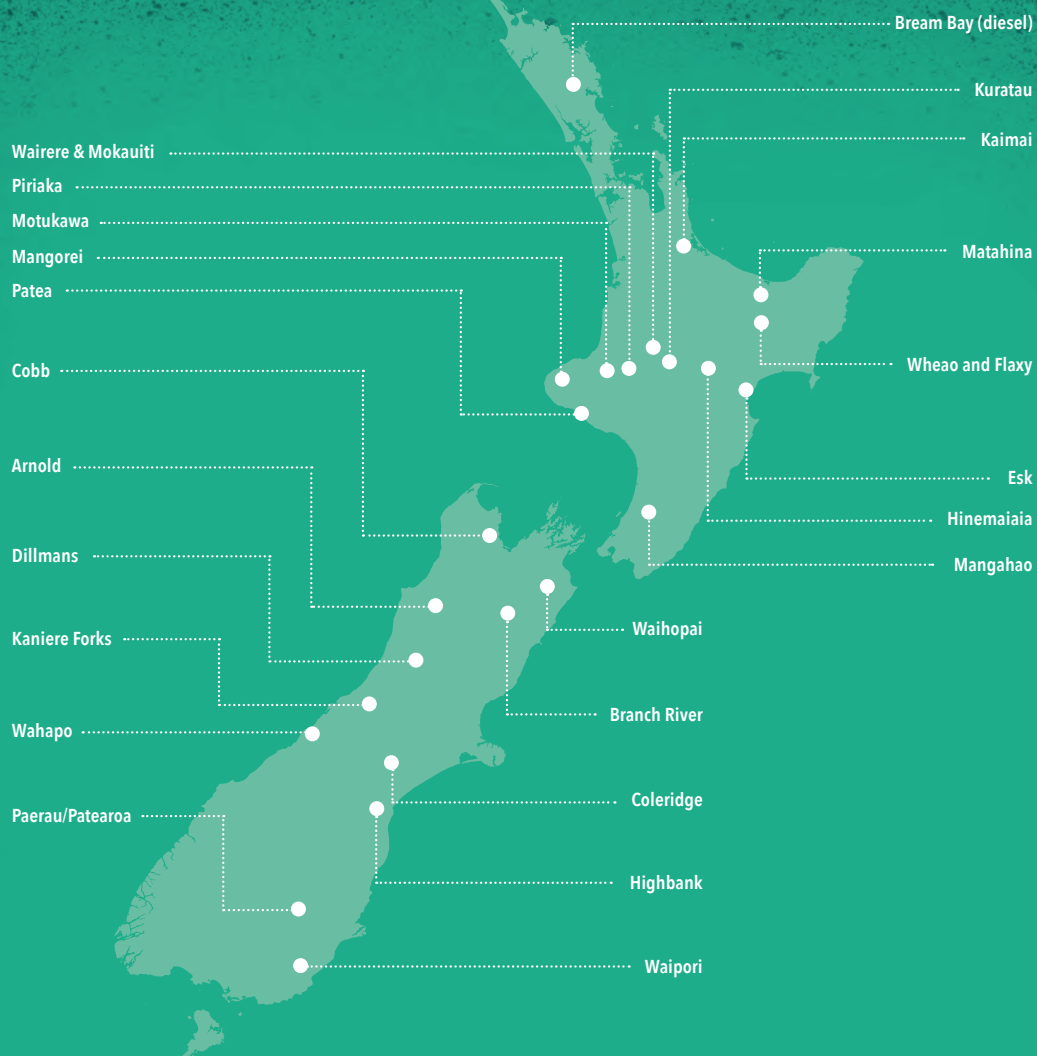 Bream Bay (diesel)
Kuratau
Kaimai
Wairere & Mokauiti
Piriaka
Motukawa
Mangorei
Matahina
Patea
Wheao and Flaxy
Cobb
Arnold
Esk
Hinemaiaia
Dillmans
Mangahao
Waihopai
Kaniere Forks
Branch River
Wahapo
Coleridge
Paerau/Patearoa
Highbank
Waipori